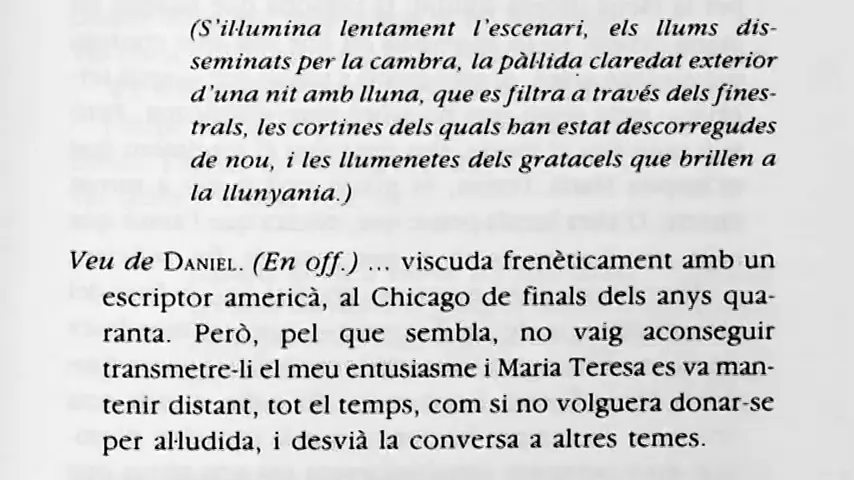 (S'il·lumina lentament l'escenari, els llums dis-
seminats per la cambra, la pàl·lida claredat exterior
d'una nit amb lluna, que es filtra a través dels fines-
trals, les cortines dels quals han estat descorregudes
de nou, i les llumenetes dels gratacels que brillen a
la llunyania.)
Veu de DANIEL. (En off.) ... viscuda frenèticament amb un
escriptor americà, al Chicago de finals dels anys qua-
ranta. Però, pel que sembla, no vaig aconseguir
transmetre-li el meu entusiasme i Maria Teresa es va man-
tenir distant, tot el temps, com si no volguera donar-se
per al·ludida, i desvià la conversa a altres temes.